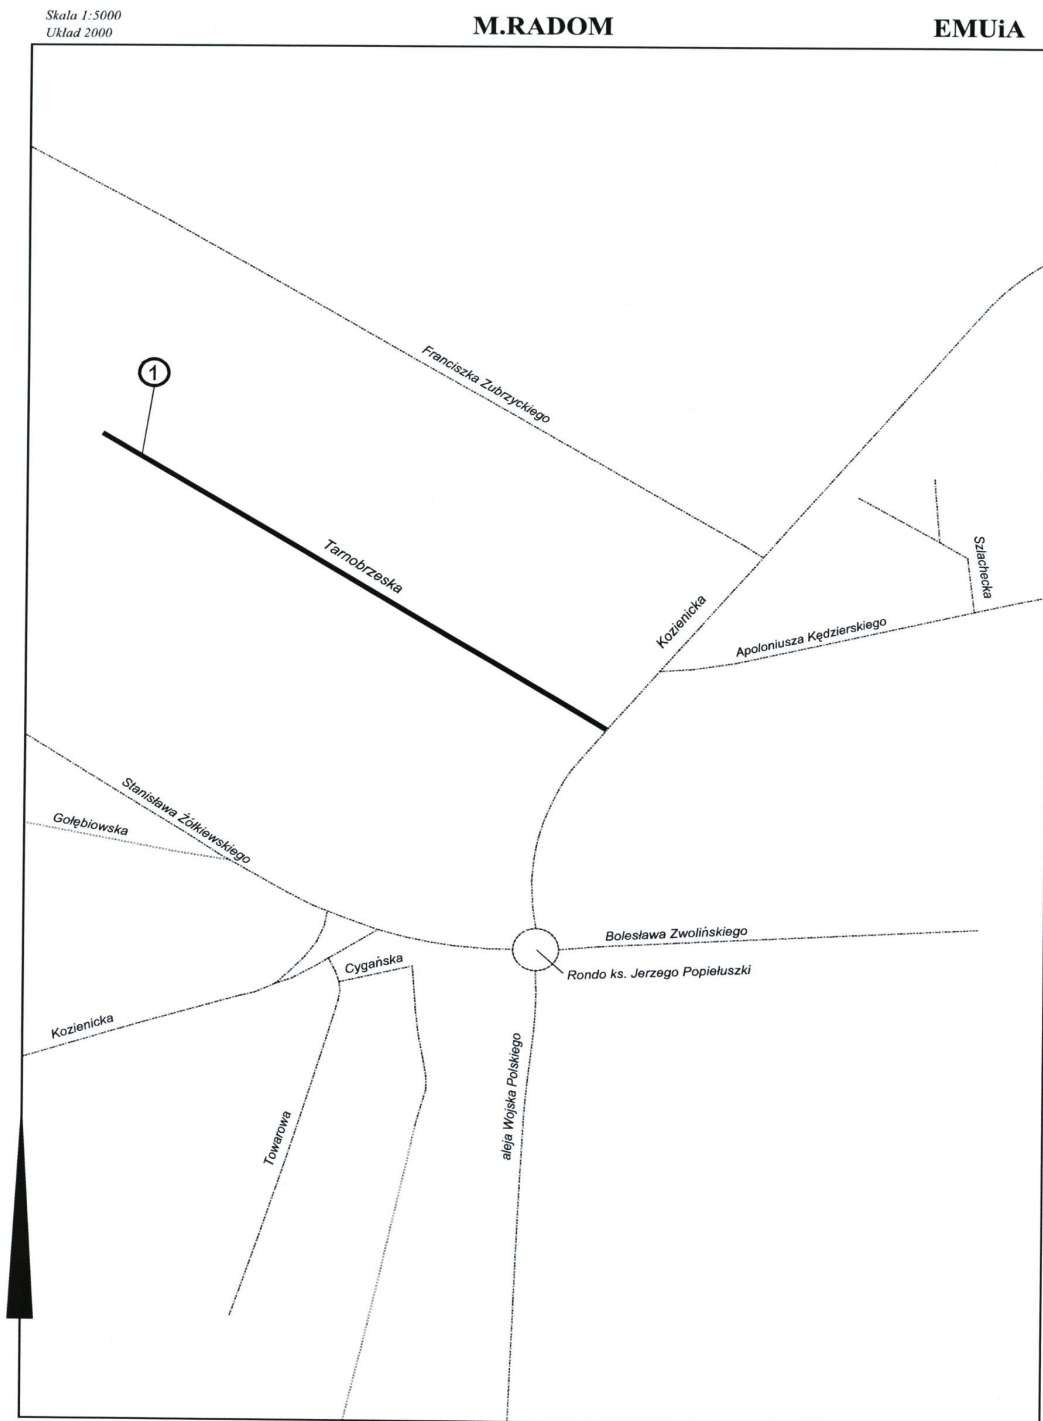 Skala 1:5000
Układ 2000
M.RADOM
EMUiA
Franciszka Zubrzyckiego
1
Tarnobrzeska
Szlachecka
Kozienicka
Apoloniusza Kędzierskiego
Stanisława Żółkiewskiego
Gołębiowska
Bolesława Zwolińskiego
Rondo ks. Jerzego Popiełuszki
Cygańska
Kozienicka
aleja Wojska Polskiego
Towarowa